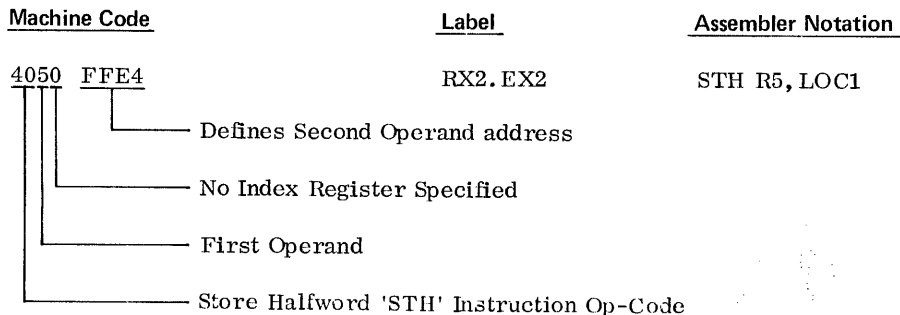 Machine Code Label Assembler Notation
4050 FFE4 RX2.EX2 STH R5, LOC1
Defines Second Operand address
No Index Register Specified
First Operand
Store Halfword 'STH' Instruction Op-Code